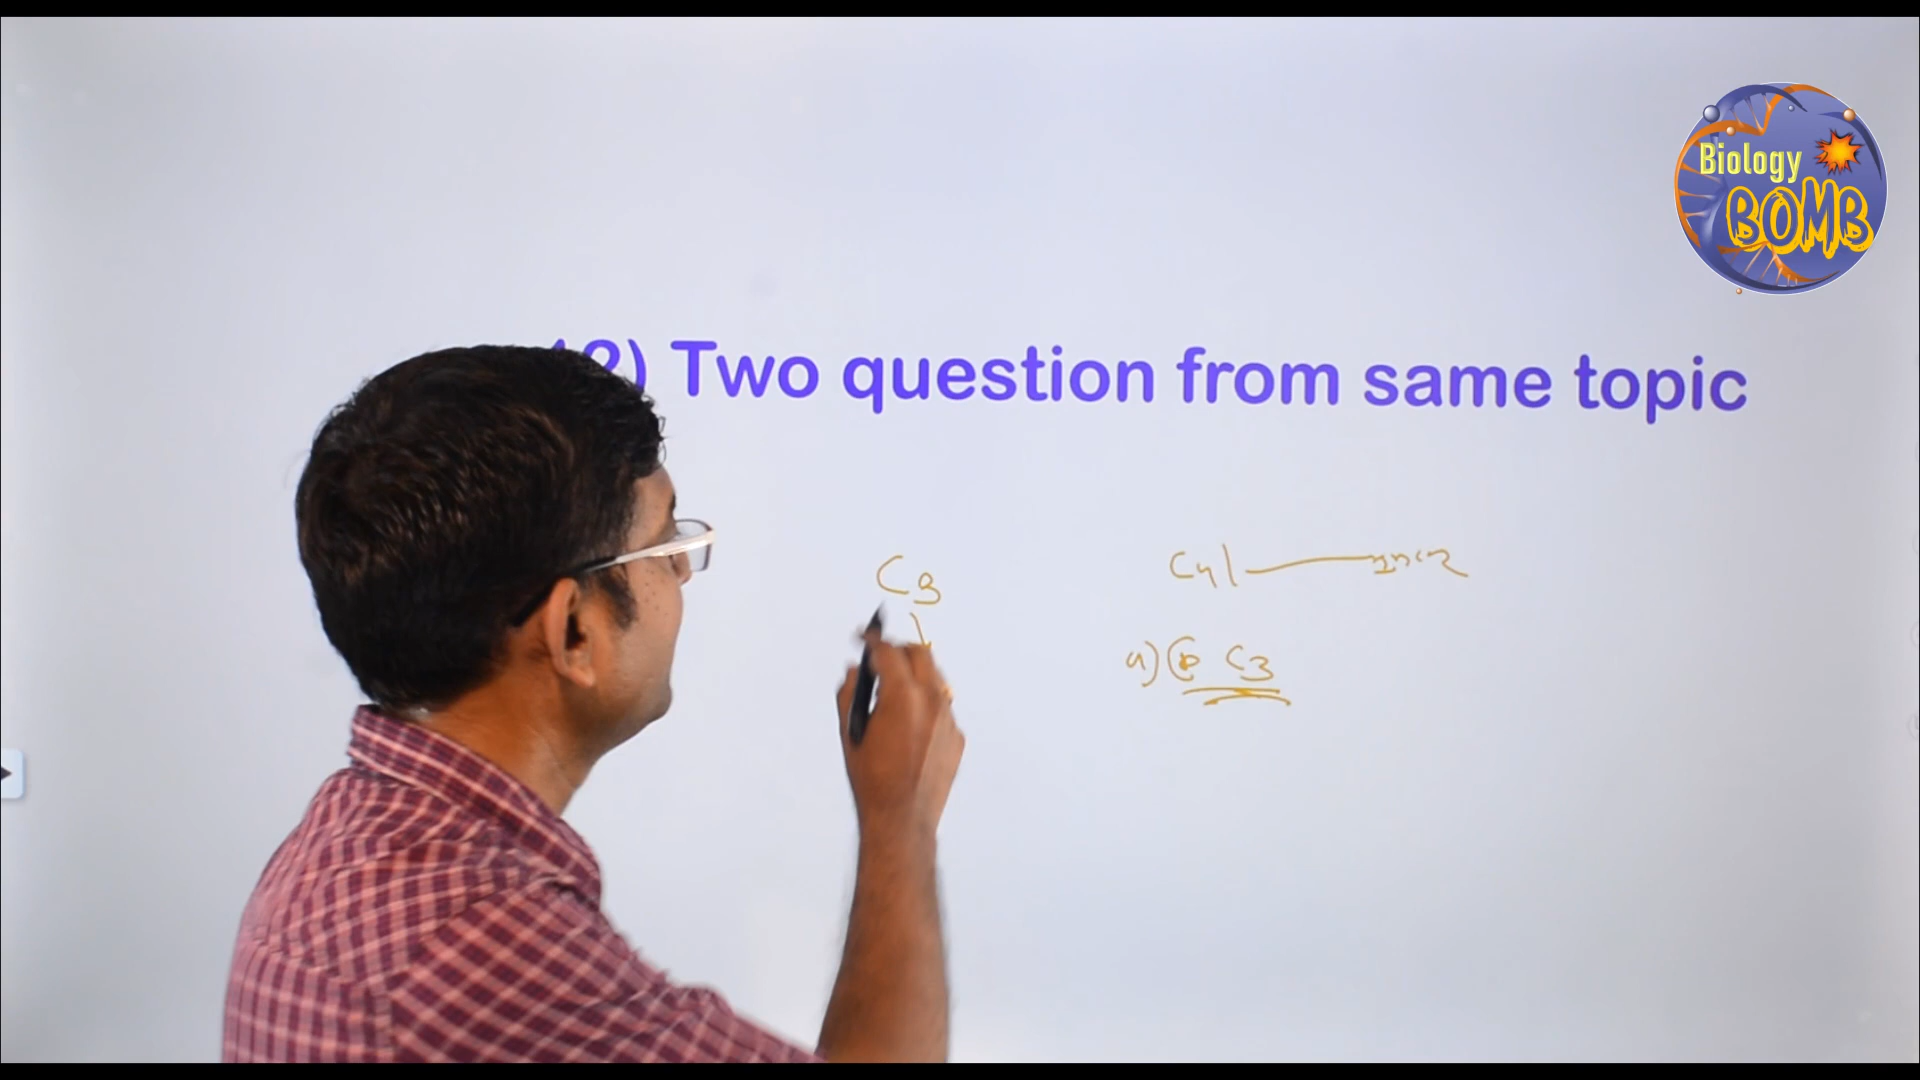 Biology
BOMB
2) Two question from same topic
C3
C4
a) C3